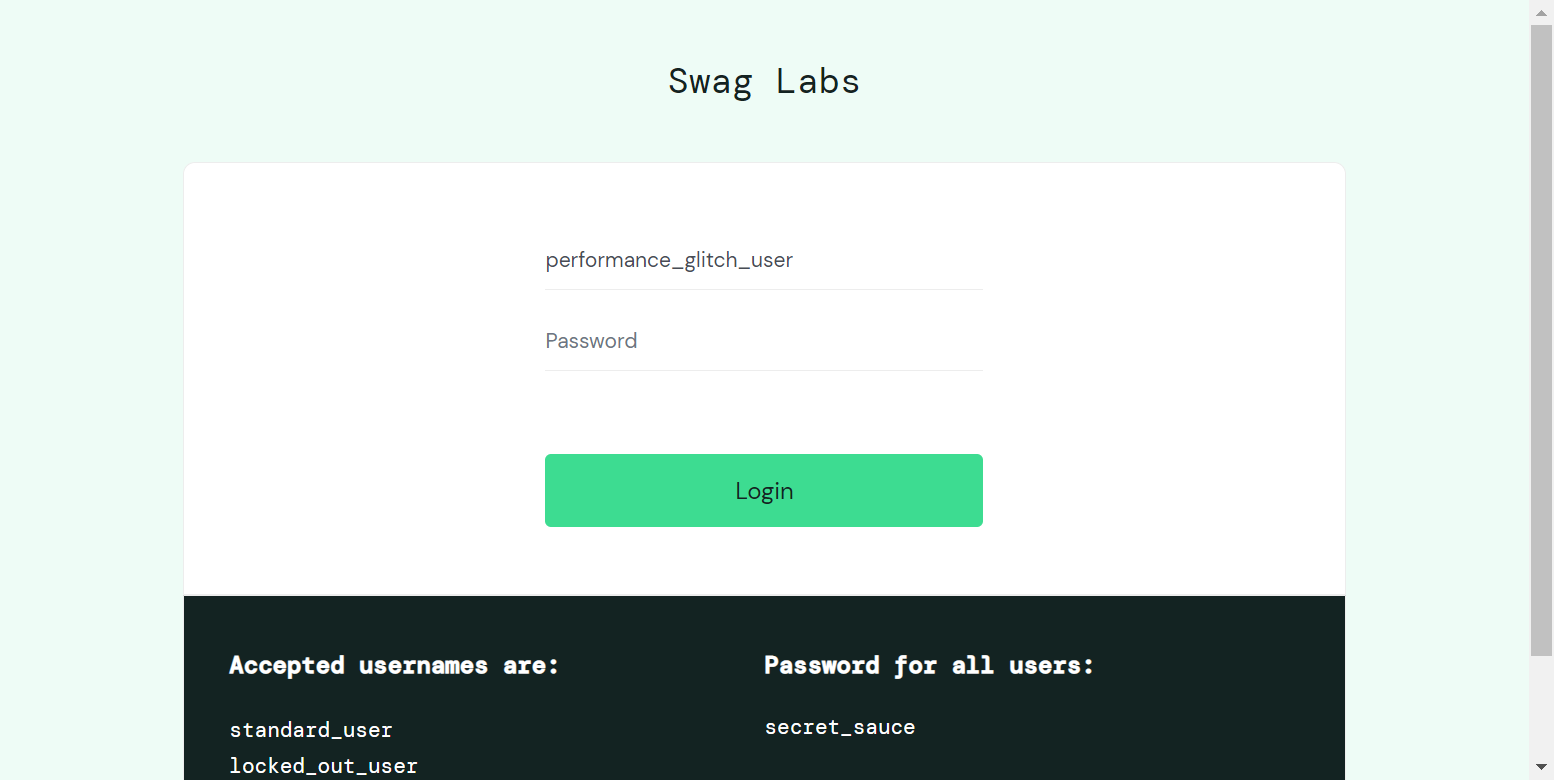 Swag Labs
performance_glitch_user
Password
Login
Accepted usernames are:
standard_user
locked_out_user
Password for all users:
secret_sauce